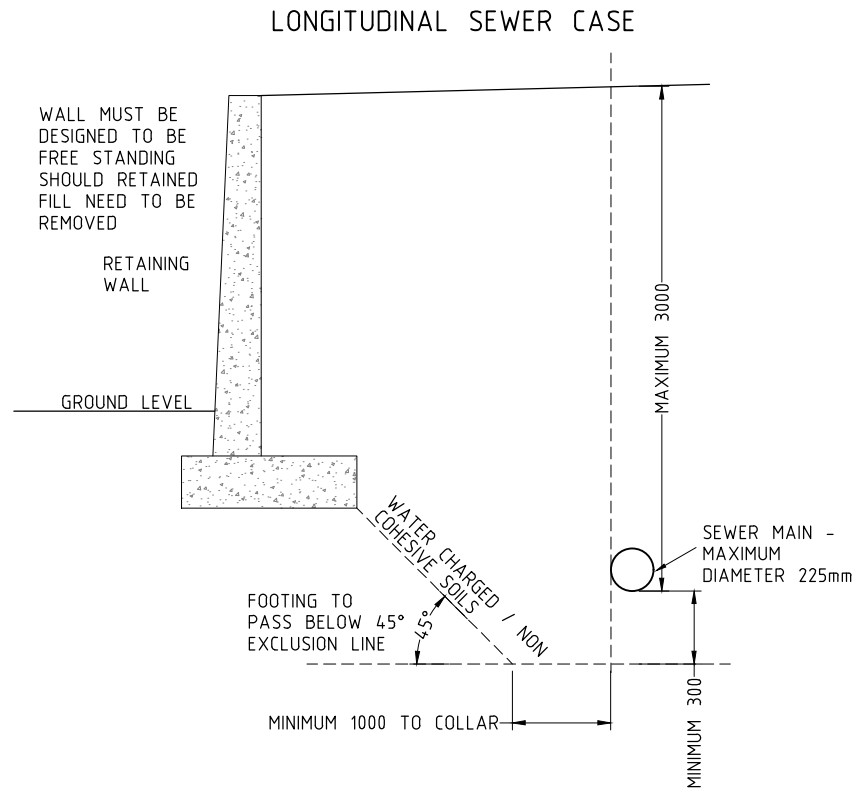 LONGITUDINAL SEWER CASE
WALL MUST BE
DESIGNED TO BE
FREE STANDING
SHOULD RETAINED
FILL NEED TO BE
REMOVED
RETAINING
WALL
MAXIMUM 3000
GROUND LEVEL
WATER CHARGED / NON
COHESIVE SOILS
SEWER MAIN -
MAXIMUM
DIAMETER 225mm
FOOTING TO
PASS BELOW 45°
EXCLUSION LINE
45°
MINIMUM 1000 TO COLLAR
MINIMUM 300